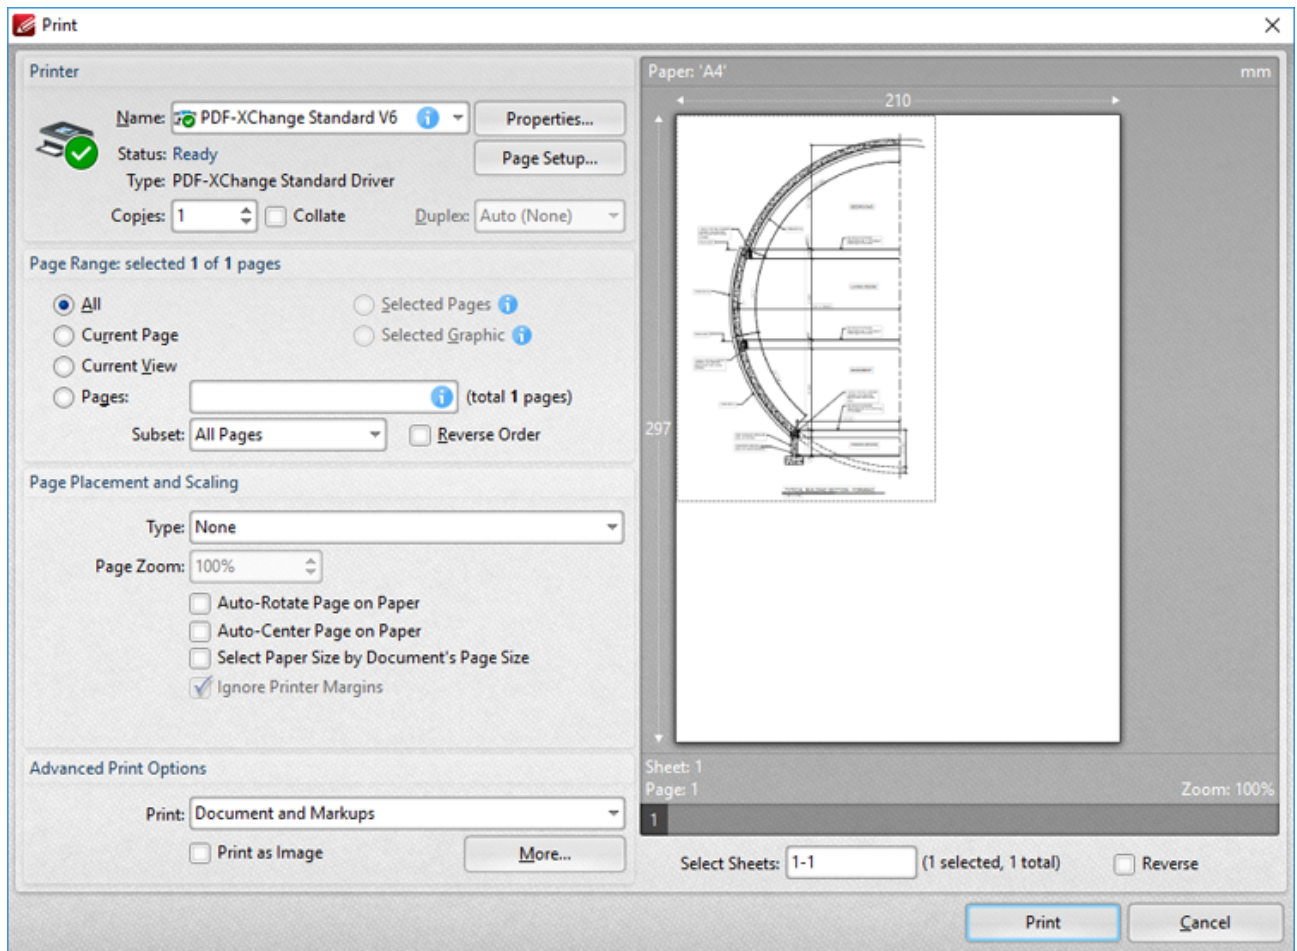 Print
Printer
Name: PDF-XChange Standard V6
Properties...
Status: Ready
Page Setup...
Type: PDF-XChange Standard Driver
Copies: 1
Collate
Duplex: Auto (None)
Page Range: selected 1 of 1 pages
All
Selected Pages
Current Page
Selected Graphic
Current View
Pages:
(total 1 pages)
Subset: All Pages
Reverse Order
Page Placement and Scaling
Type: None
Page Zoom: 100%
Auto-Rotate Page on Paper
Auto-Center Page on Paper
Select Paper Size by Document's Page Size
Ignore Printer Margins
Advanced Print Options
Print: Document and Markups
Print as Image
More...
Paper: 'A4'
mm
210
297
Sheet: 1
Page: 1
Zoom: 100%
1
Select Sheets: 1-1
(1 selected, 1 total)
Reverse
Print
Cancel